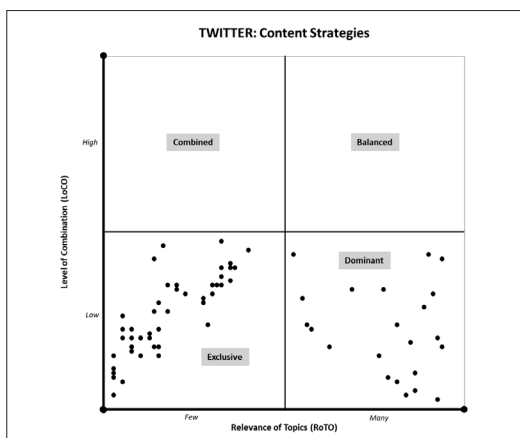 TWITTER: Content Strategies
High
Combined
Balanced
Level of Combination (LoCO)
Dominant
Low
Exclusive
Few
Many
Relevance of Topics (RoTO)